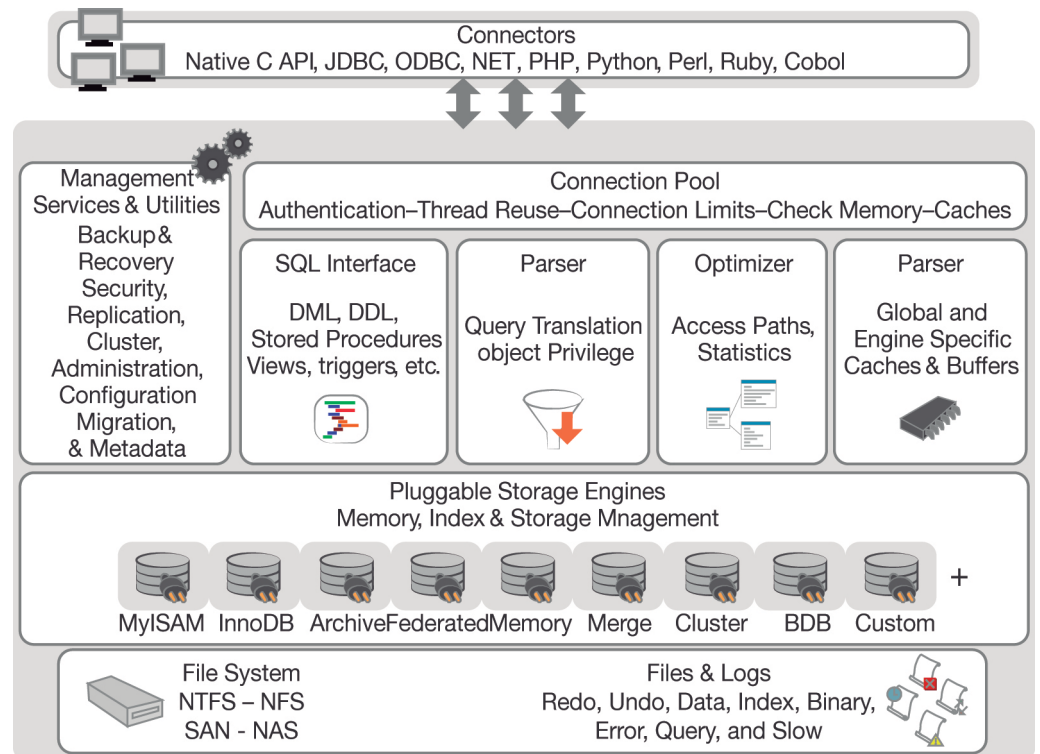 Connectors
Native C API, JDBC, ODBC, NET, PHP, Python, Perl, Ruby, Cobol
Management
Services & Utilities
Backup &
Recovery
Security,
Replication,
Cluster,
Administration,
Configuration
Migration,
& Metadata
Connection Pool
Authentication–Thread Reuse–Connection Limits–Check Memory–Caches
SQL Interface
DML, DDL,
Stored Procedures
Views, triggers, etc.
Parser
Query Translation
object Privilege
Optimizer
Access Paths,
Statistics
Parser
Global and
Engine Specific
Caches & Buffers
Pluggable Storage Engines
Memory, Index & Storage Mnagement
+
MyISAM InnoDB Archive Federated Memory Merge Cluster BDB Custom
File System
NTFS – NFS
SAN - NAS
Files & Logs
Redo, Undo, Data, Index, Binary,
Error, Query, and Slow